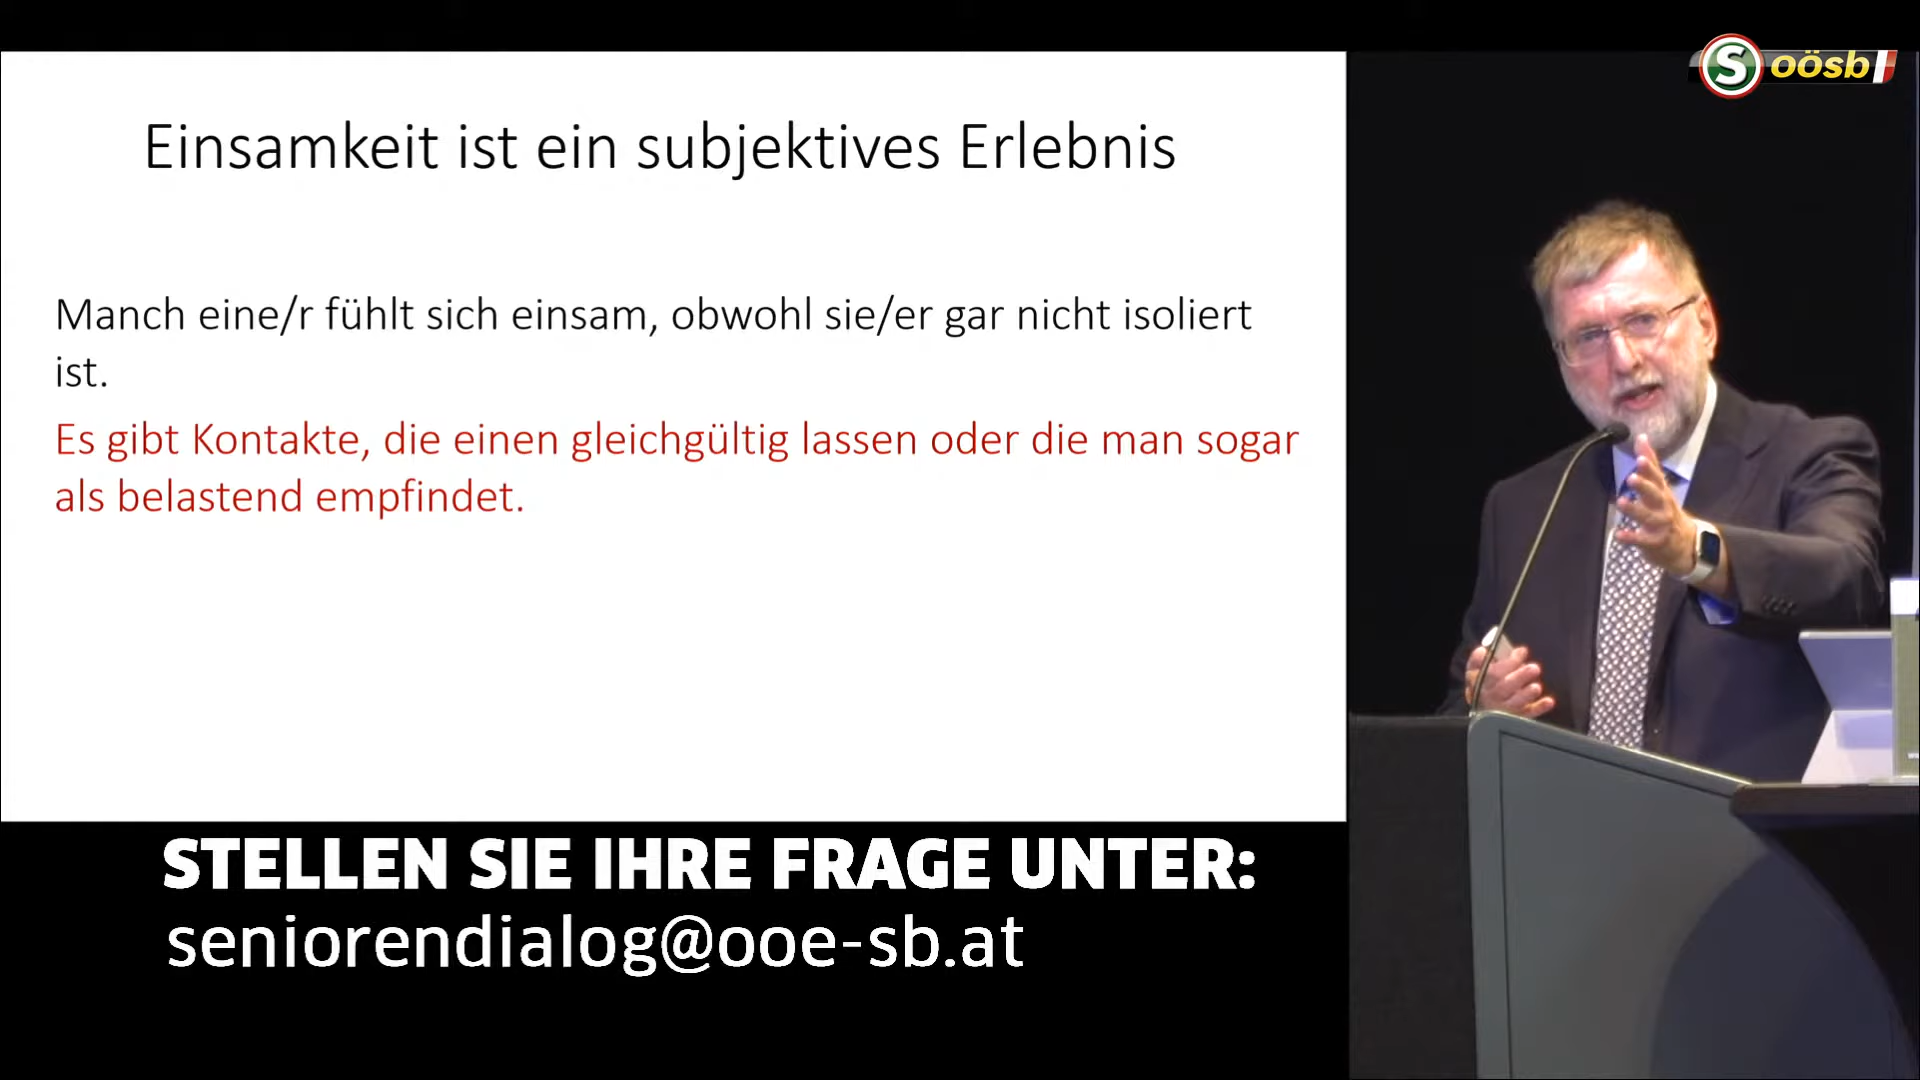 S oösb
Einsamkeit ist ein subjektives Erlebnis
Manch eine/r fühlt sich einsam, obwohl sie/er gar nicht isoliert
ist.
Es gibt Kontakte, die einen gleichgültig lassen oder die man sogar
als belastend empfindet.
STELLEN SIE IHRE FRAGE UNTER:
seniorendialog@ooe-sb.at